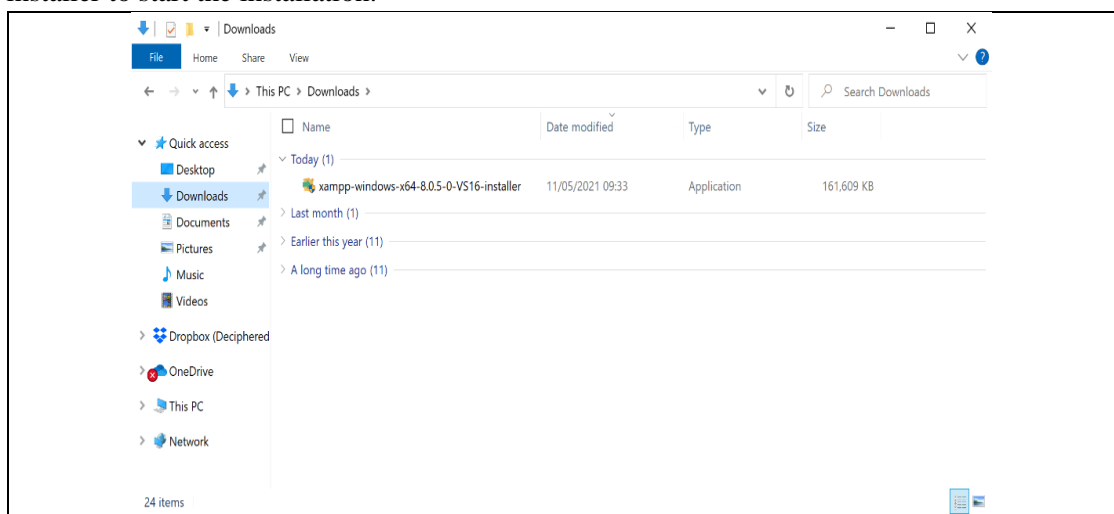 installer to start the installation.
Downloads
File Home Share View
This PC > Downloads >
Search Downloads
Name Date modified Type Size
Quick access
Today (1)
Desktop
xampp-windows-x64-8.0.5-0-VS16-installer 11/05/2021 09:33 Application 161,609 KB
Downloads
Last month (1)
Documents
Earlier this year (11)
Pictures
A long time ago (11)
Music
Videos
Dropbox (Deciphered
OneDrive
This PC
Network
24 items